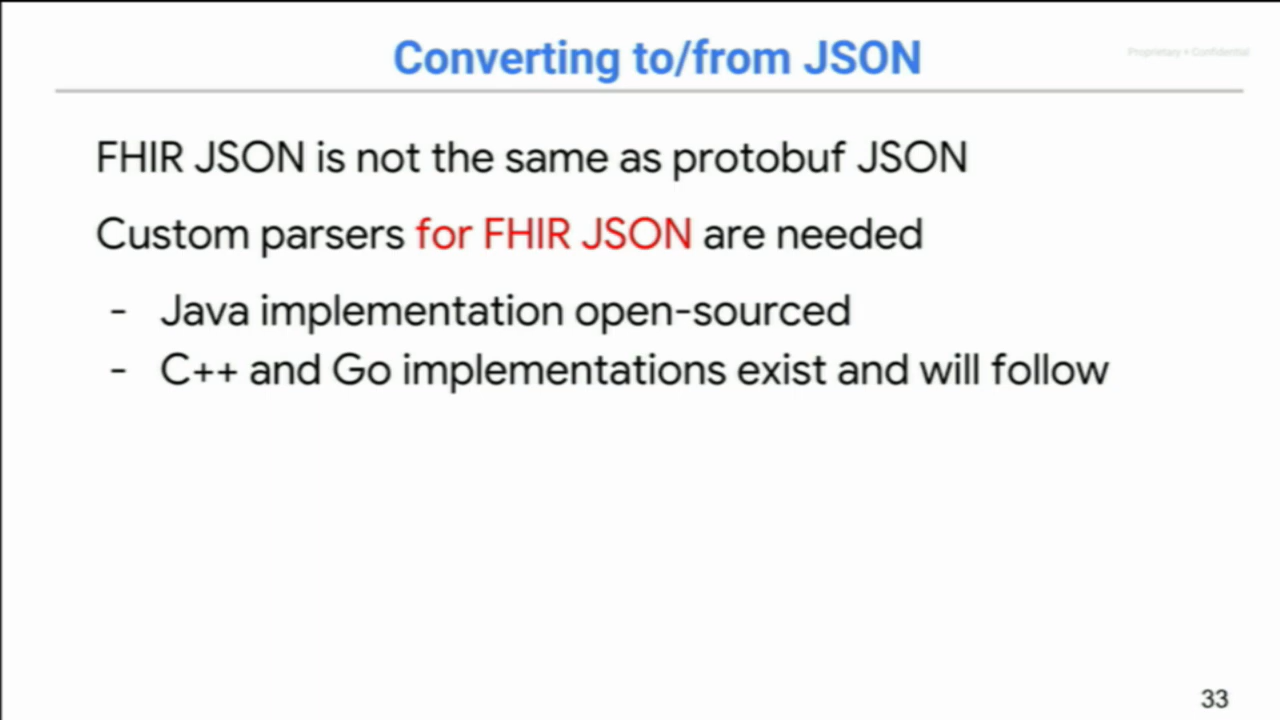 Converting to/from JSON
Proprietary + Confidential
FHIR JSON is not the same as protobuf JSON
Custom parsers for FHIR JSON are needed
- Java implementation open-sourced
- C++ and Go implementations exist and will follow
33